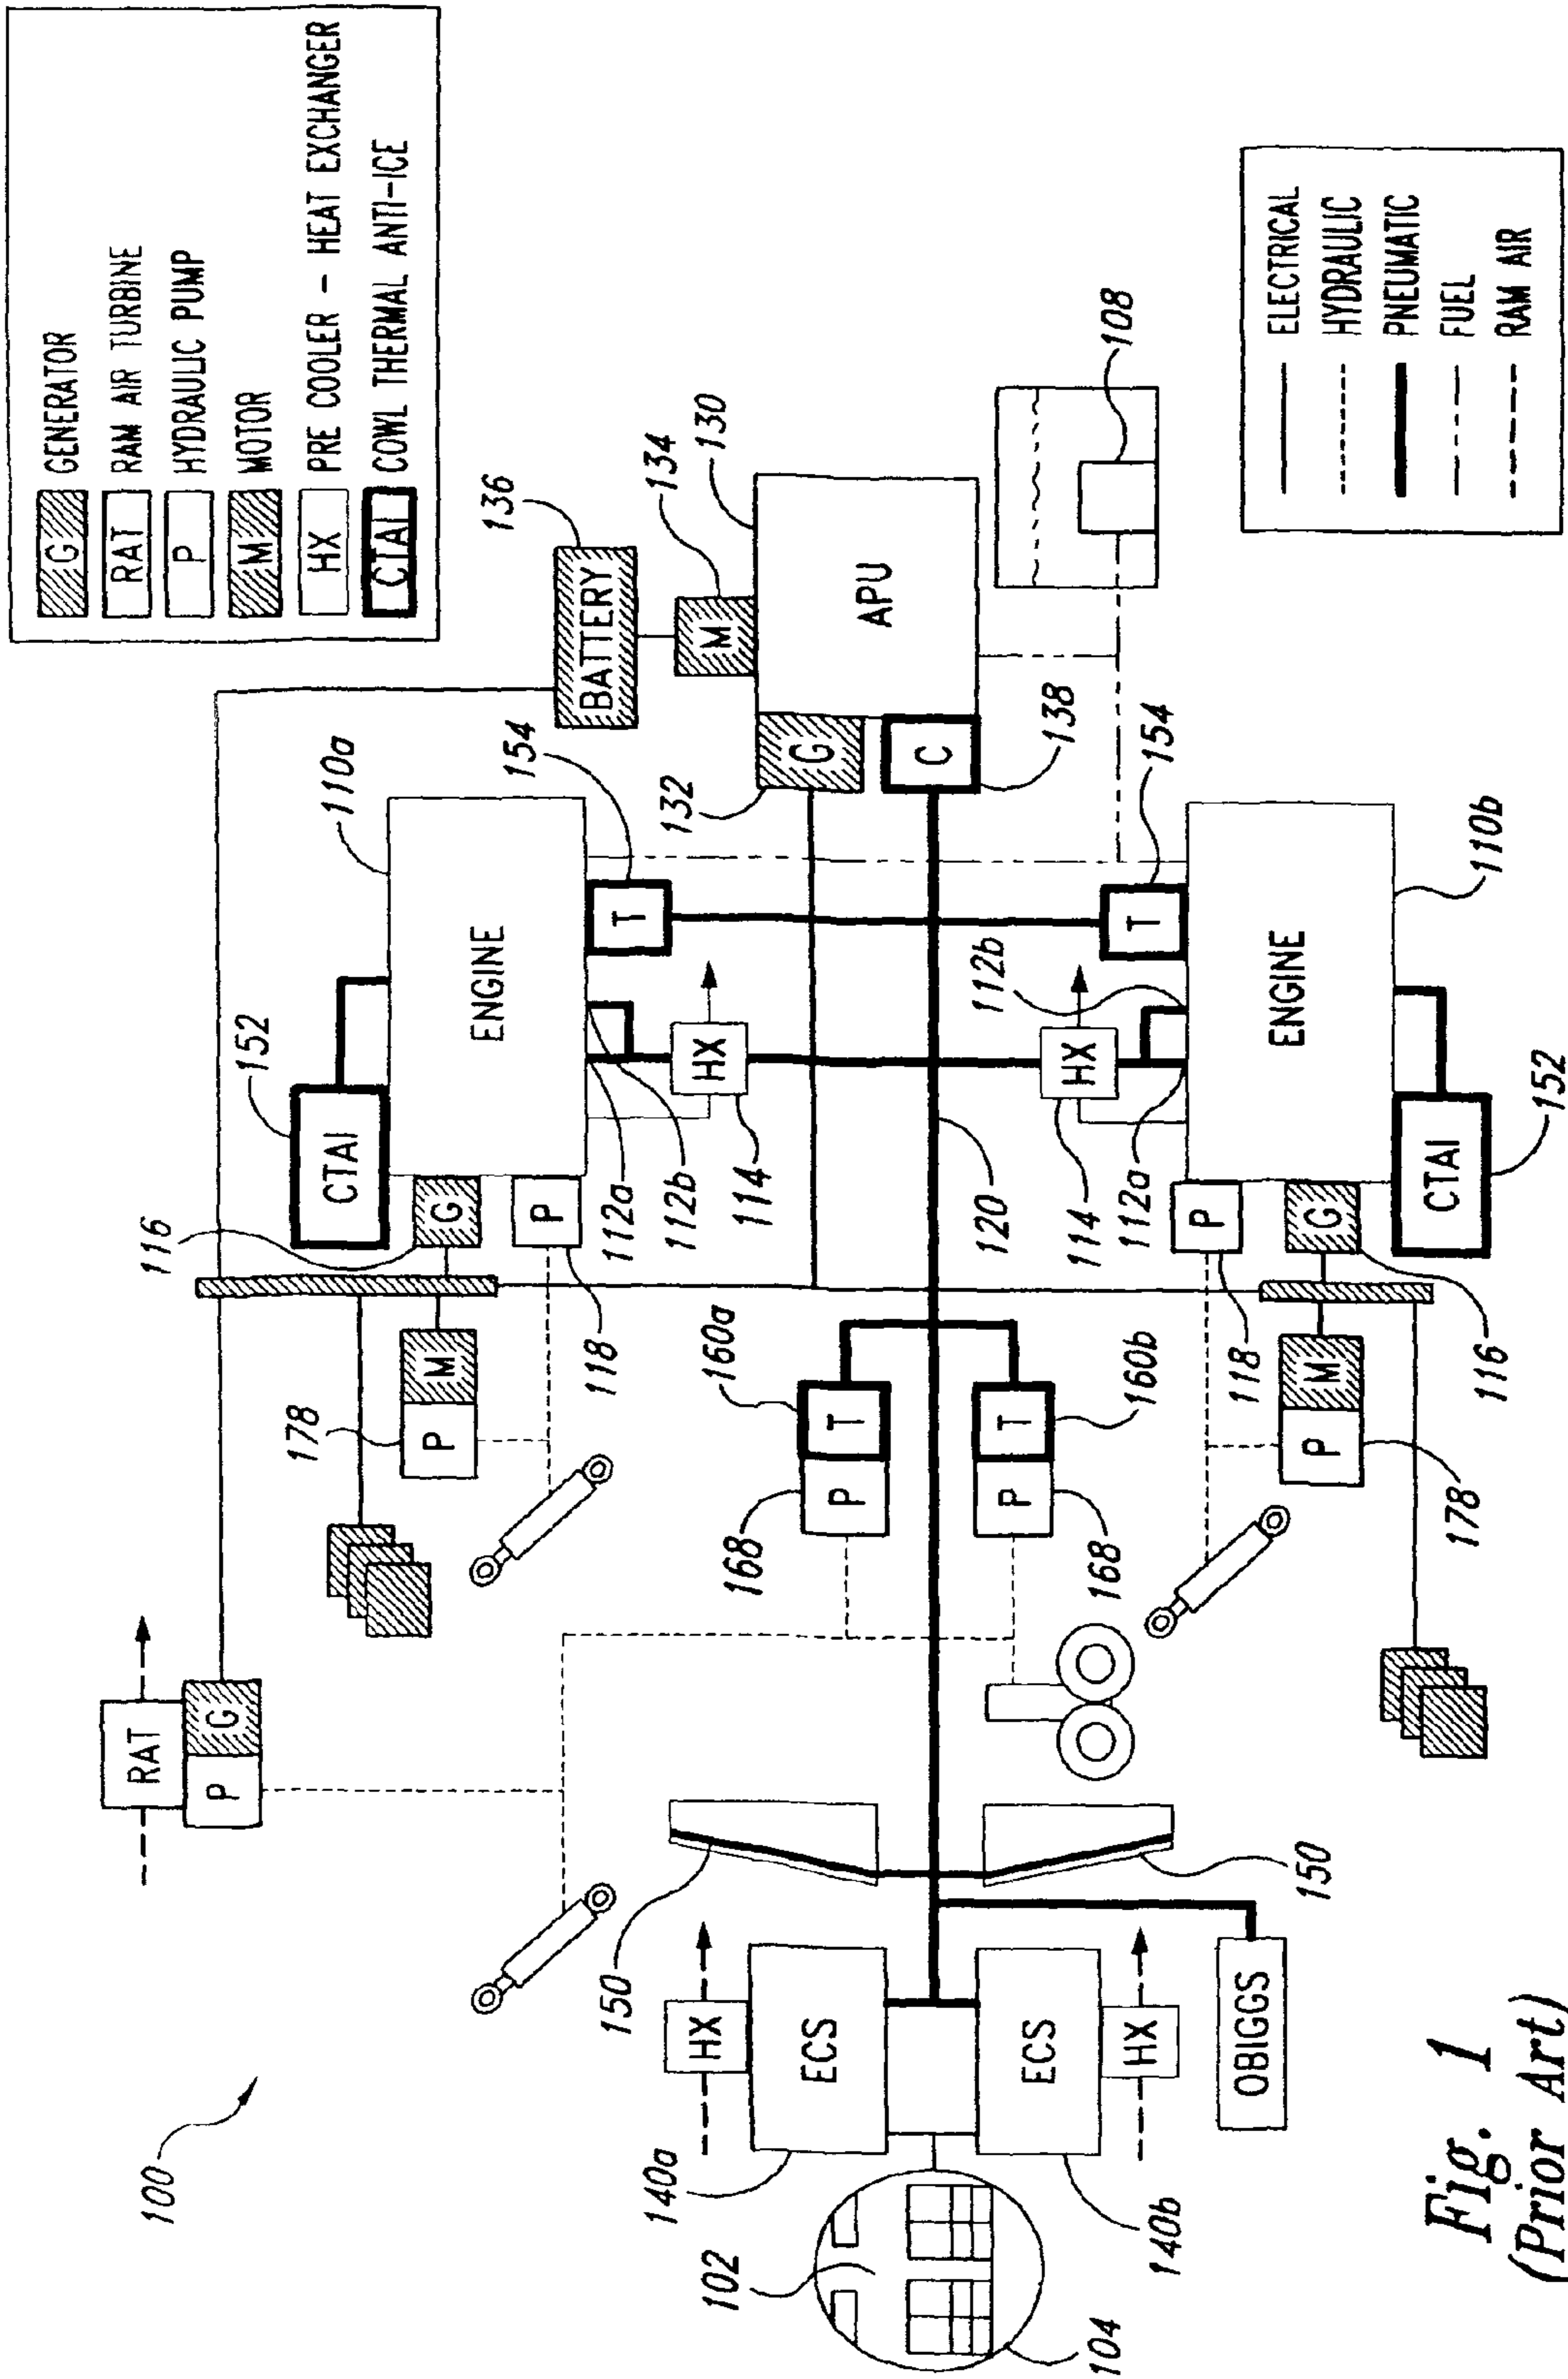 100
RAT
P
G
178
P
M
116
G
P
118
CTAI
152
ENGINE
110a
112a
112b
HX
114
T
154
BATTERY
136
M
134
G
132
APU
130
C
138
108
120
160a
T
P
168
160b
T
P
168
150
150
HX
ECS
140a
ECS
140b
HX
OBIGGS
102
104
HX
114
112a
112b
T
154
P
118
G
116
M
P
178
ENGINE
110b
CTAI
152
G GENERATOR
RAT RAM AIR TURBINE
P HYDRAULIC PUMP
M MOTOR
HX PRE COOLER - HEAT EXCHANGER
CTAI COWL THERMAL ANTI-ICE
ELECTRICAL
HYDRAULIC
PNEUMATIC
FUEL
RAM AIR
Fig. 1
(Prior Art)